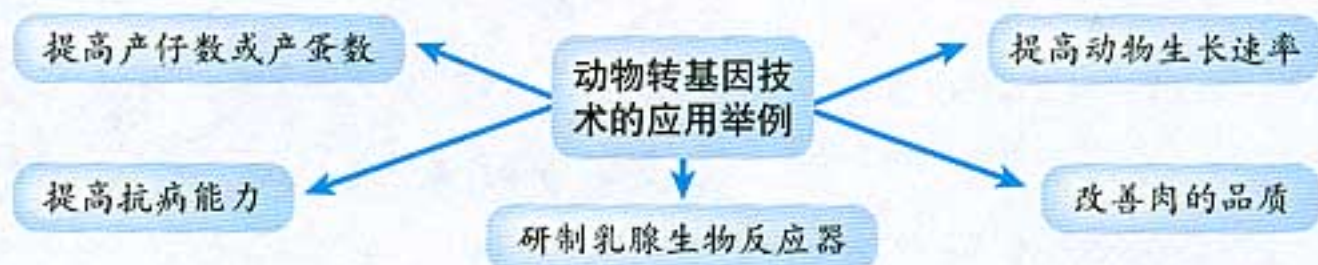 提高产仔数或产蛋数
动物转基因技
术的应用举例
提高动物生长速率
提高抗病能力
研制乳腺生物反应器
改善肉的品质